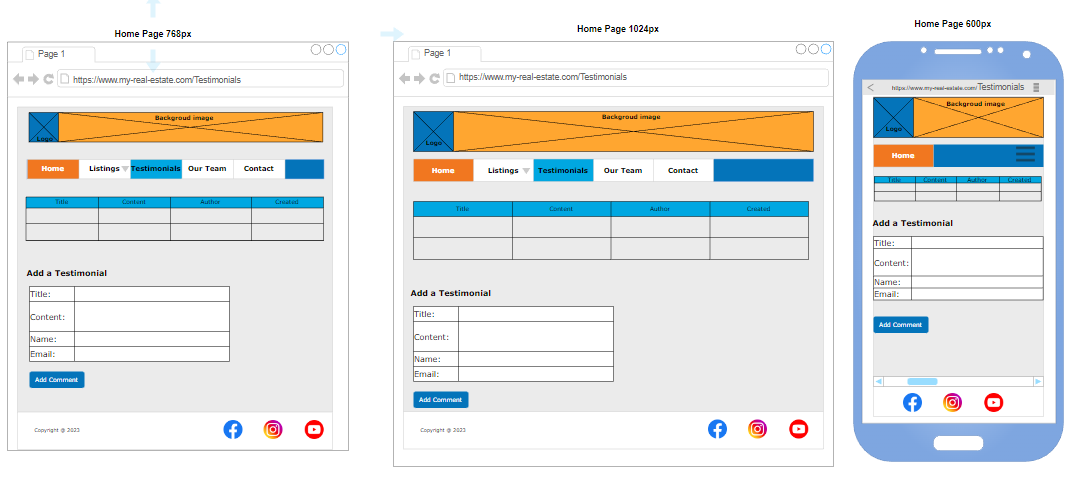 Home Page 768px
Page 1
https://www.my-real-estate.com/Testimonials
Backgroud image
Logo
Home
Listings
Testimonials
Our Team
Contact
Title
Content
Author
Created
Add a Testimonial
Title:
Content:
Name:
Email:
Add Comment
Copyright @ 2023
Home Page 1024px
Page 1
https://www.my-real-estate.com/Testimonials
Backgroud image
Logo
Home
Listings
Testimonials
Our Team
Contact
Title
Content
Author
Created
Add a Testimonial
Title:
Content:
Name:
Email:
Add Comment
Copyright @ 2023
Home Page 600px
https://www.my-real-estate.com/Testimonials
Backgroud image
Logo
Home
Title
Content
Author
Created
Add a Testimonial
Title:
Content:
Name:
Email:
Add Comment